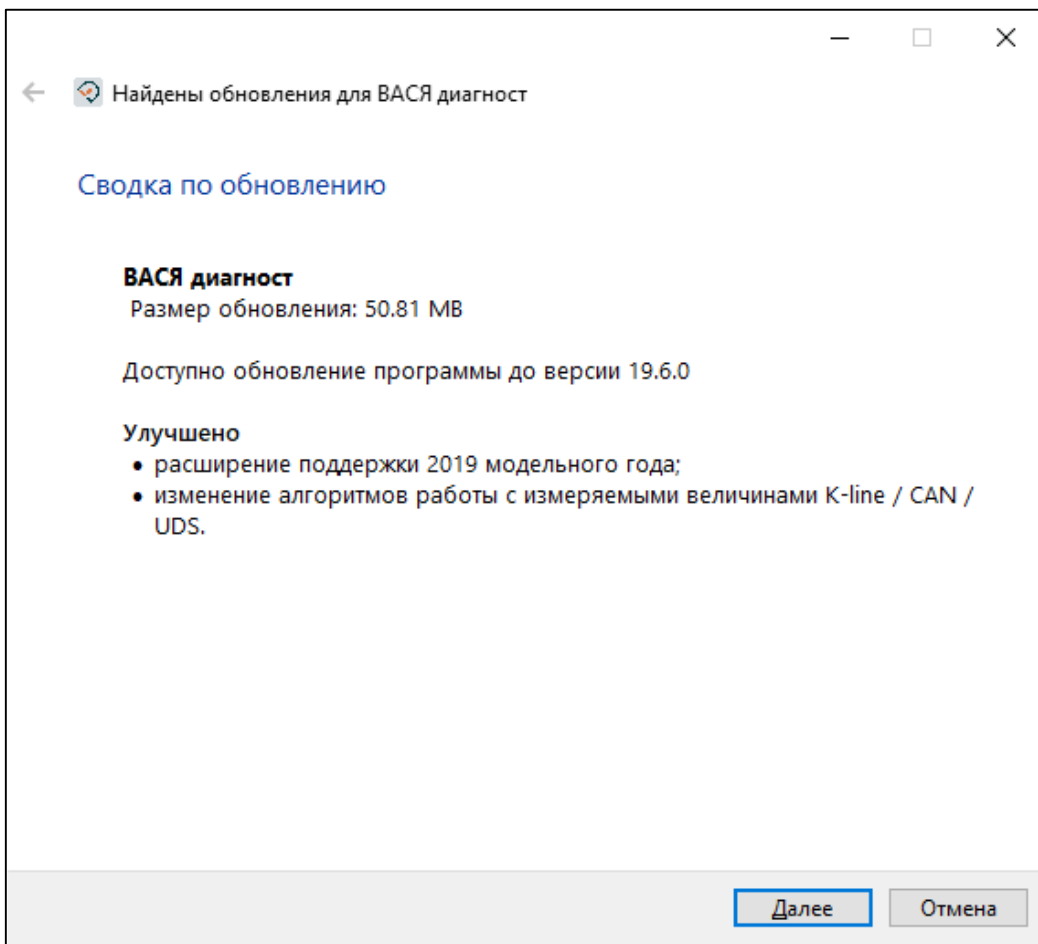 Найдены обновления для ВАСЯ диагност
Сводка по обновлению
ВАСЯ диагност
Размер обновления: 50.81 MB
Доступно обновление программы до версии 19.6.0
Улучшено
• расширение поддержки 2019 модельного года;
• изменение алгоритмов работы с измеряемыми величинами K-line / CAN /
UDS.
Далее
Отмена